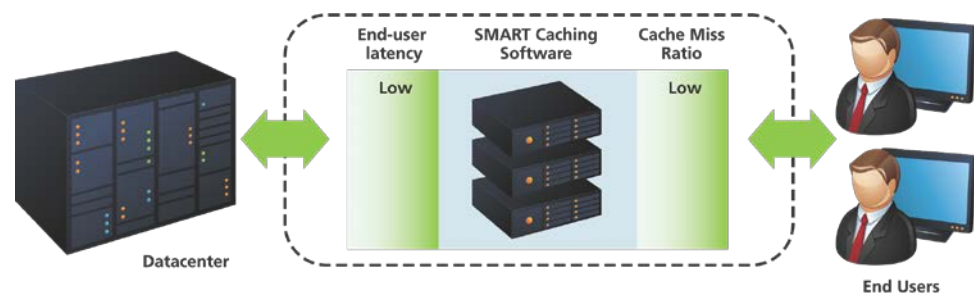 End-user
latency
SMART Caching
Software
Cache Miss
Ratio
Low
Low
Datacenter
End Users